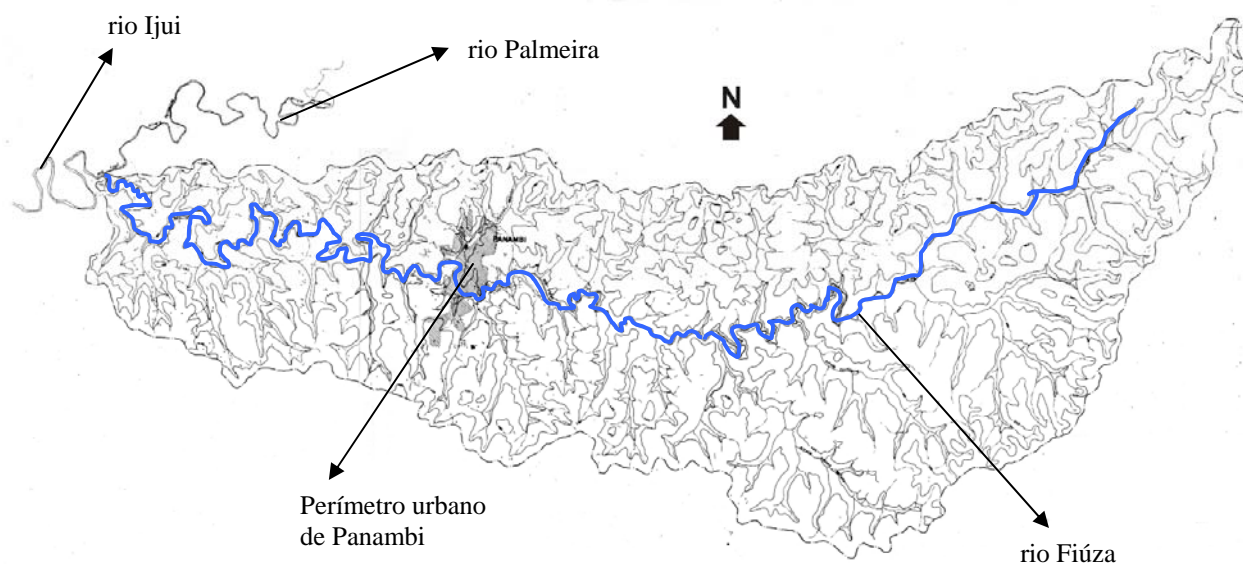 rio Ijui
rio Palmeira
N
PANAMBI
Perímetro urbano
de Panambi
rio Fiúza